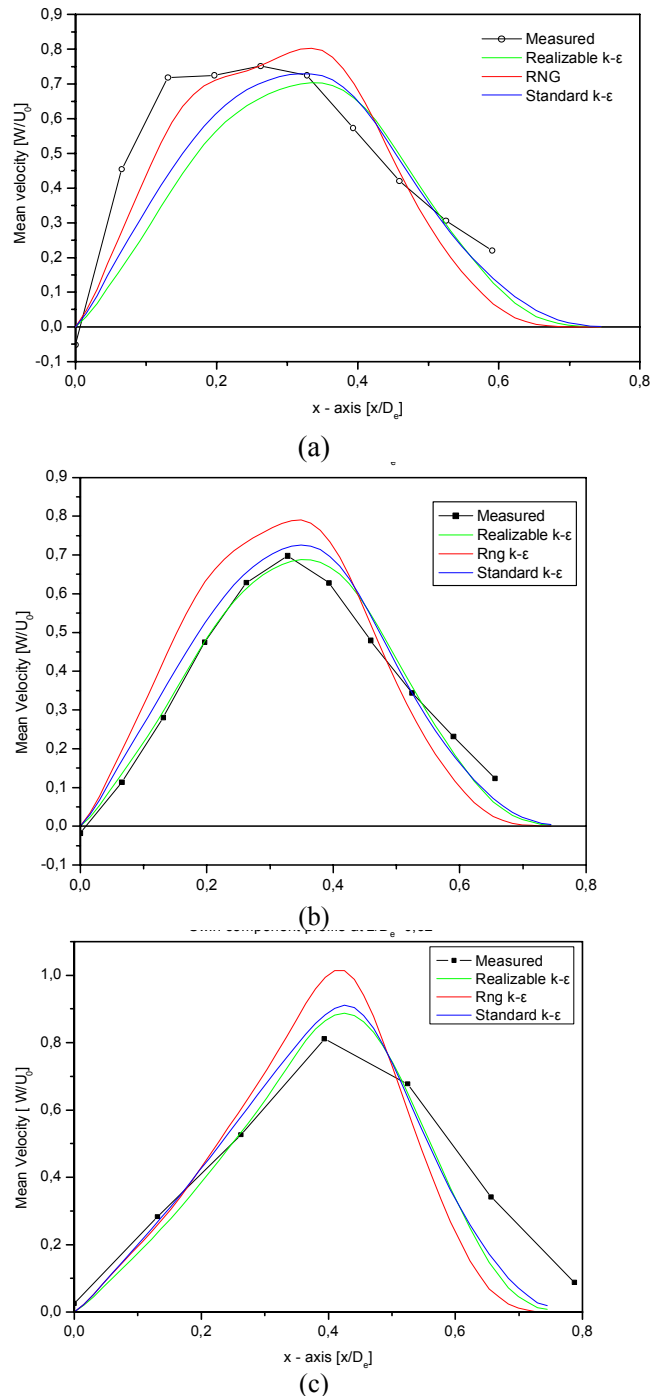 0,9
0,8
0,7
0,6
0,5
0,4
0,3
0,2
0,1
0,0
-0,1
Mean velocity [W/U0]
Measured
Realizable k-ε
RNG
Standard k-ε
0,0 0,2 0,4 0,6 0,8
x - axis [x/De]
(a)
e
0,9
0,8
0,7
0,6
0,5
0,4
0,3
0,2
0,1
0,0
-0,1
Mean Velocity [W/U0]
Measured
Realizable k-ε
Rng k-ε
Standard k-ε
0,0 0,2 0,4 0,6 0,8
(b)
1,0
0,8
0,6
0,4
0,2
0,0
Mean Velocity [ W/U0]
Measured
Realizable k-ε
Rng k-ε
Standard k-ε
0,0 0,2 0,4 0,6 0,8
x - axis [x/De]
(c)